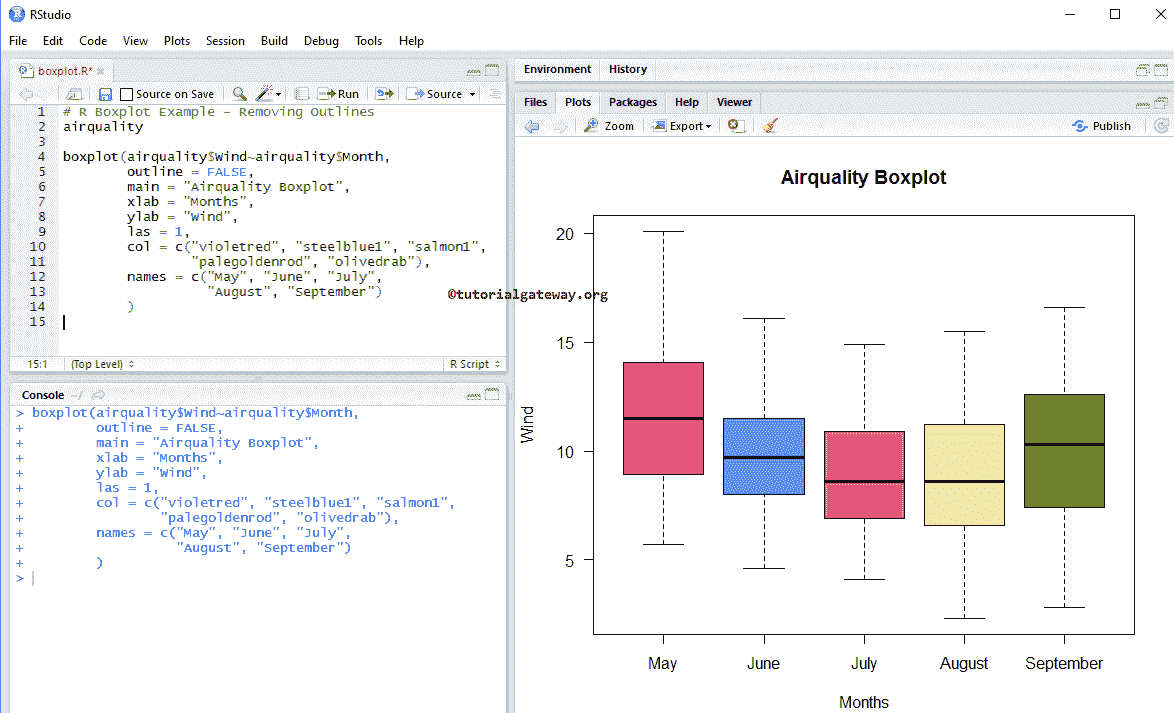 RStudio
File Edit Code View Plots Session Build Debug Tools Help
boxplot.R*
Source on Save Run Source
1 # R Boxplot Example - Removing Outlines
2 airquality
3
4 boxplot(airquality$Wind~airquality$Month,
5 outline = FALSE,
6 main = "Airquality Boxplot",
7 xlab = "Months",
8 ylab = "Wind",
9 las = 1,
10 col = c("violetred", "steelblue1", "salmon1",
11 "palegoldenrod", "olivedrab"),
12 names = c("May", "June", "July",
13 "August", "September")
14 )
15
15:1 (Top Level) R Script
Console ~/
> boxplot(airquality$Wind~airquality$Month,
+ outline = FALSE,
+ main = "Airquality Boxplot",
+ xlab = "Months",
+ ylab = "Wind",
+ las = 1,
+ col = c("violetred", "steelblue1", "salmon1",
+ "palegoldenrod", "olivedrab"),
+ names = c("May", "June", "July",
+ "August", "September")
+ )
>
Environment History
Files Plots Packages Help Viewer
Zoom Export Publish
Airquality Boxplot
©tutorialgateway.org
20
15
10
5
Wind
May June July August September
Months